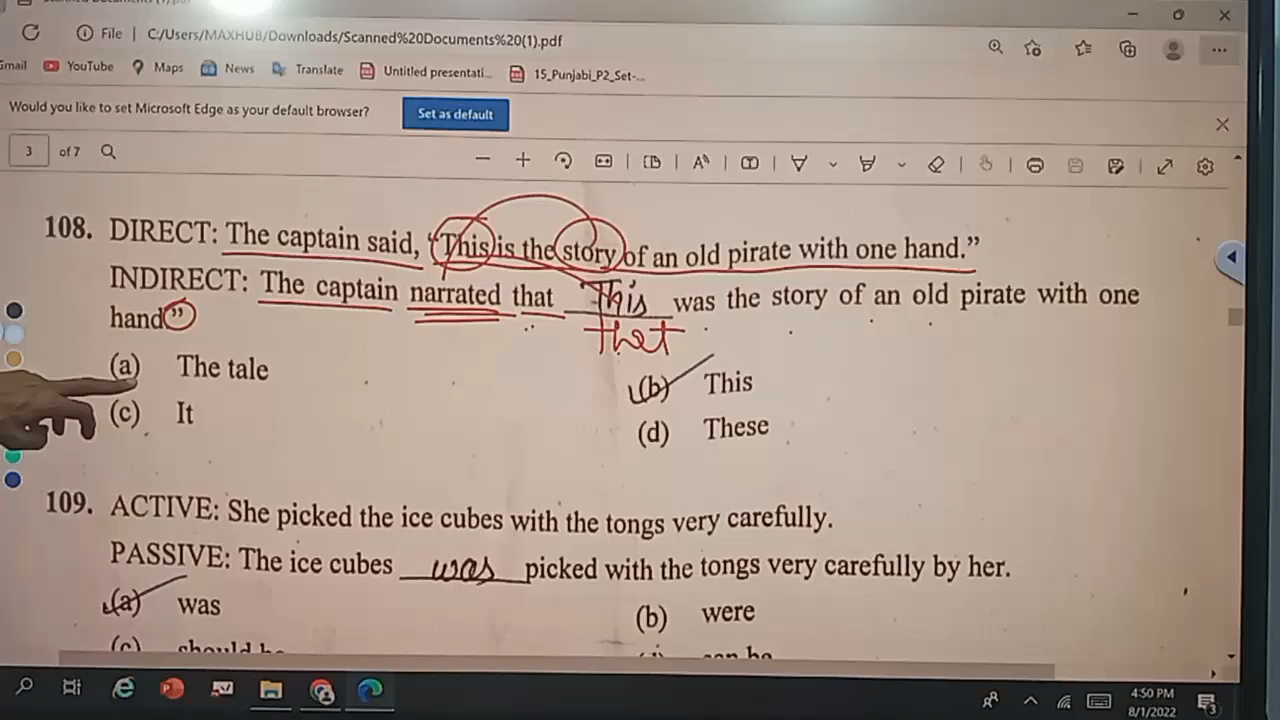 File | C:/Users/MAXHUB/Downloads/Scanned%20Documents%20(1).pdf
Gmail YouTube Maps News Translate Untitled presentati... 15_Punjabi_P2_Set-...
Would you like to set Microsoft Edge as your default browser? Set as default
3 of 7
108. DIRECT: The captain said, “This is the story of an old pirate with one hand.”
INDIRECT: The captain narrated that This was the story of an old pirate with one
that
hand”
(a) The tale (b) This
(c) It (d) These
109. ACTIVE: She picked the ice cubes with the tongs very carefully.
PASSIVE: The ice cubes was picked with the tongs very carefully by her.
(a) was (b) were
(c) should be can be
4:50 PM
8/1/2022
3